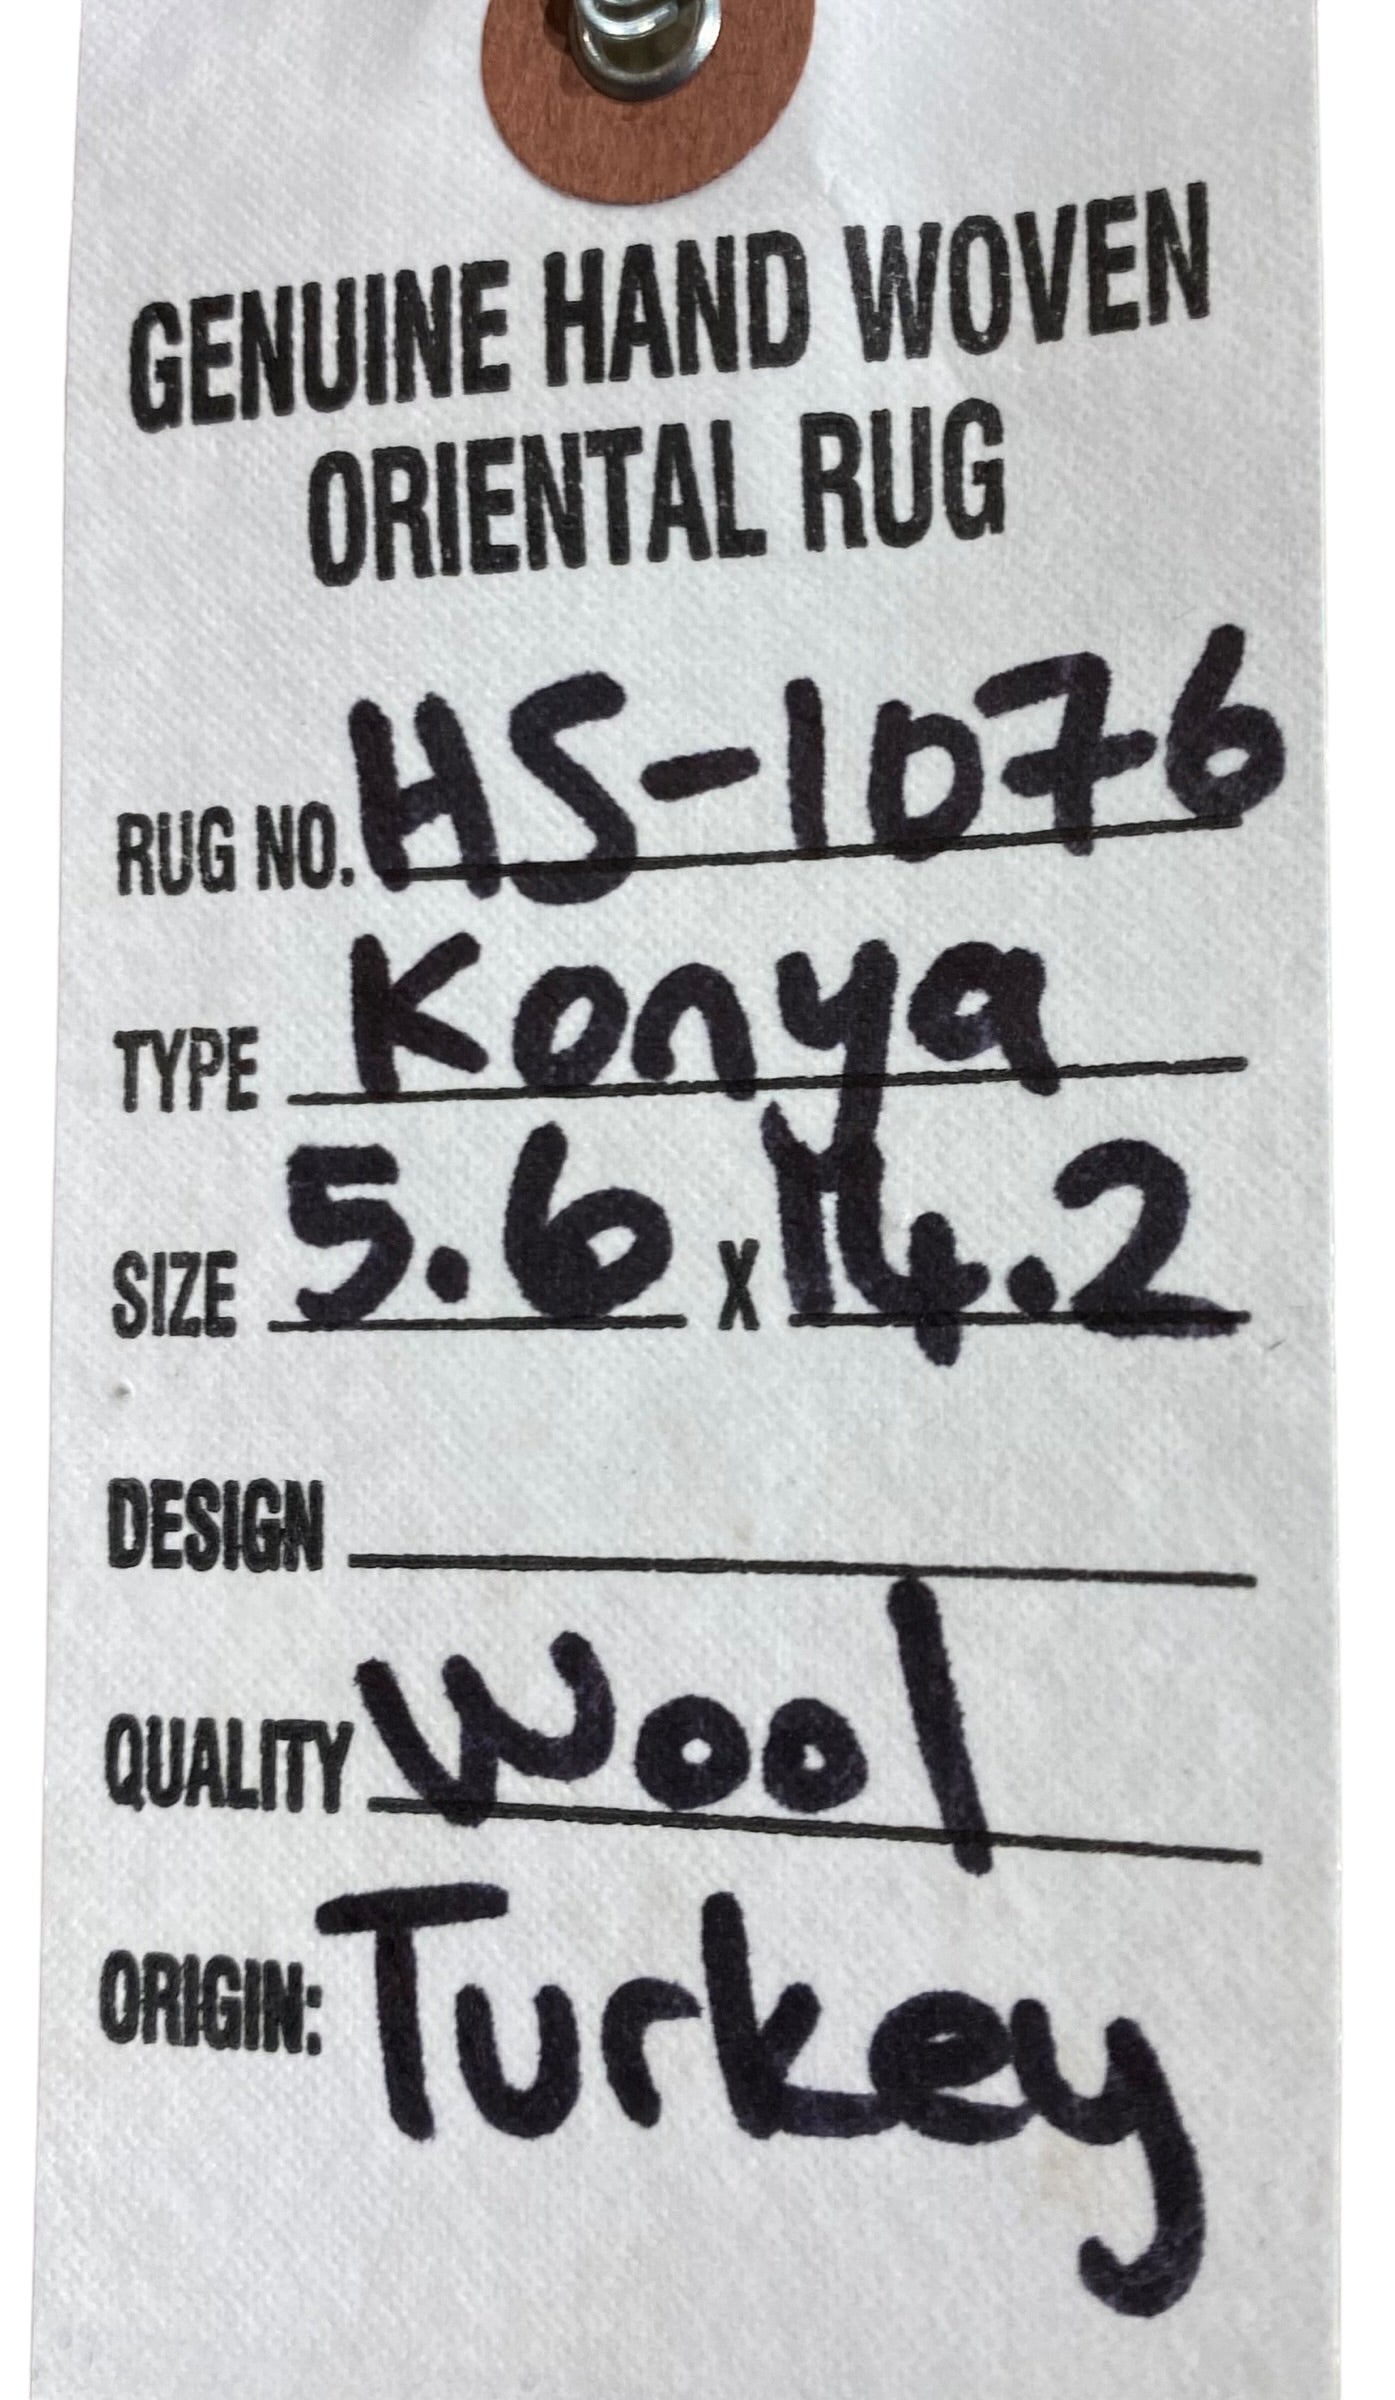 GENUINE HAND WOVEN
ORIENTAL RUG
RUG NO. HS-1076
TYPE Konya
SIZE 5.6 X 14.2
DESIGN
QUALITY Wool
ORIGIN: Turkey